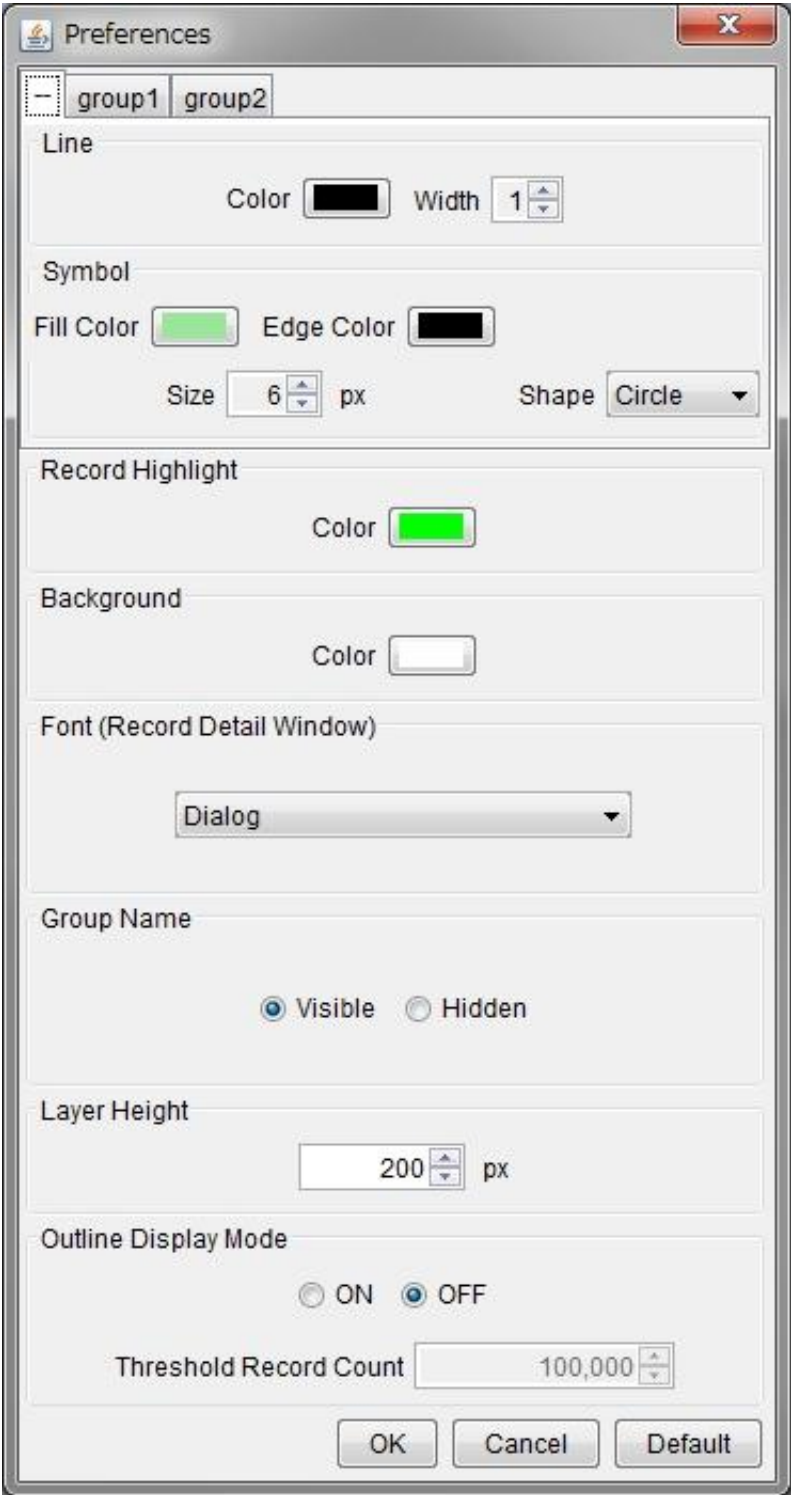 Preferences
-- group1 group2
Line
Color Width 1
Symbol
Fill Color Edge Color
Size 6 px Shape Circle
Record Highlight
Color
Background
Color
Font (Record Detail Window)
Dialog
Group Name
Visible Hidden
Layer Height
200 px
Outline Display Mode
ON OFF
Threshold Record Count 100,000
OK Cancel Default